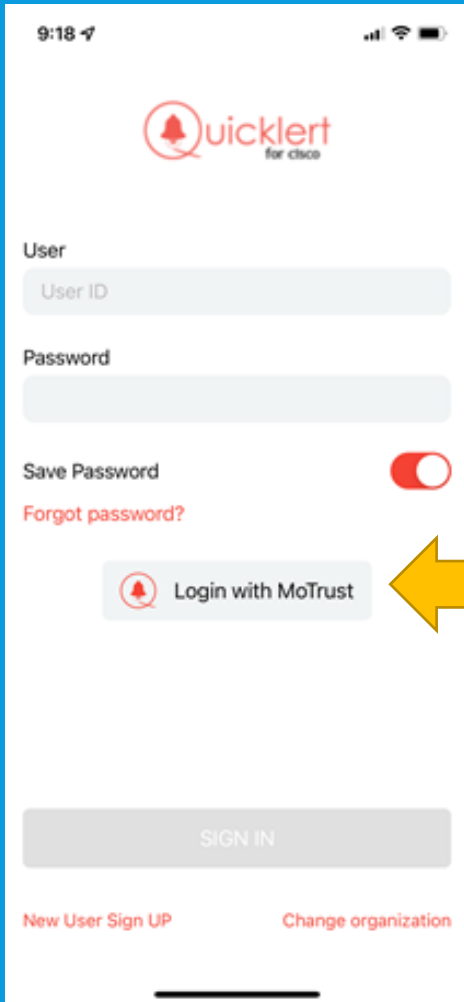 9:18
Quicklert
for cisco
User
User ID
Password
Save Password
Forgot password?
Login with MoTrust
SIGN IN
New User Sign UP Change organization